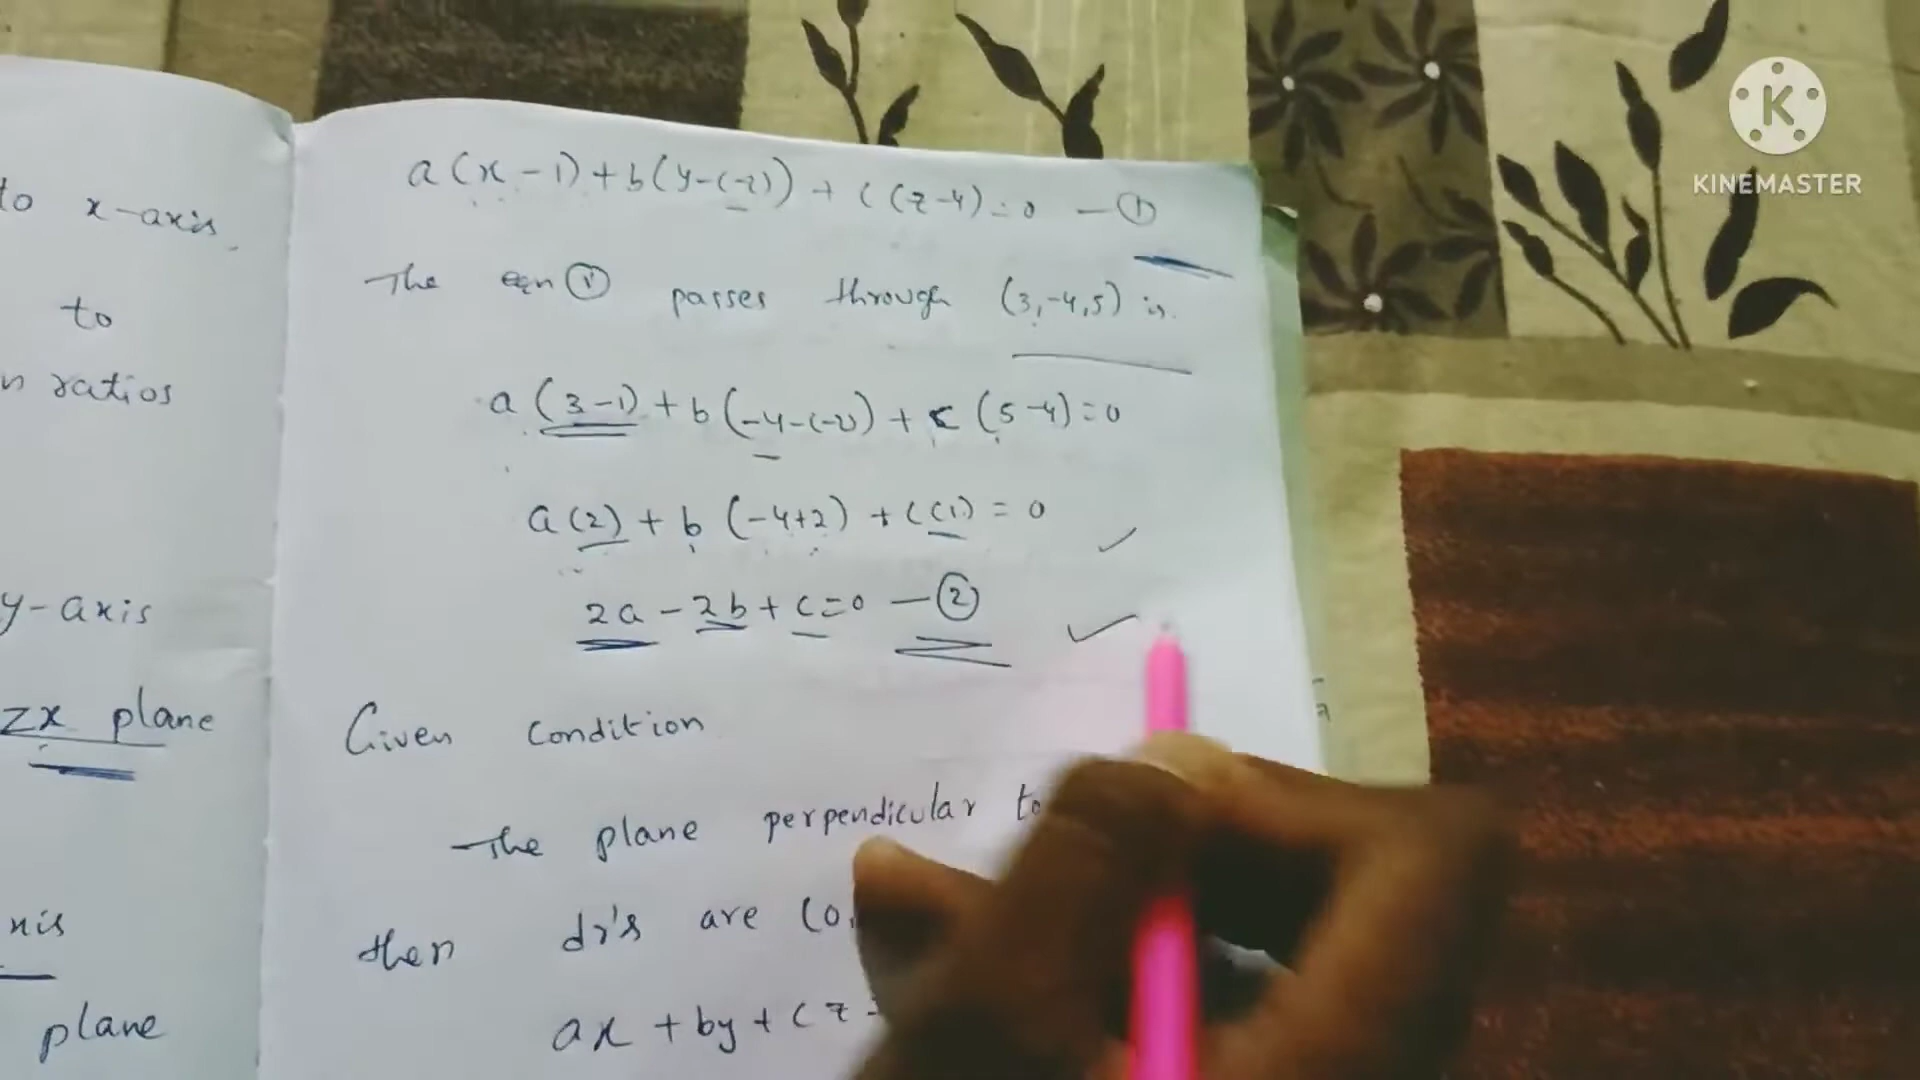 to x-axis.
to
n ratios
y-axis
zx plane
xis
plane
a(x-1)+b(y-(-2))+c(z-4)=0 —①
The eqn ① passes through (3,-4,5) is.
a(3-1)+b(-4-(-2))+c(5-4)=0
a(2)+b(-4+2)+c(1)=0
2a-2b+c=0 —②
Given condition
The plane perpendicular to
then dr's are (0,
ax+by+cz=
K
KINEMASTER